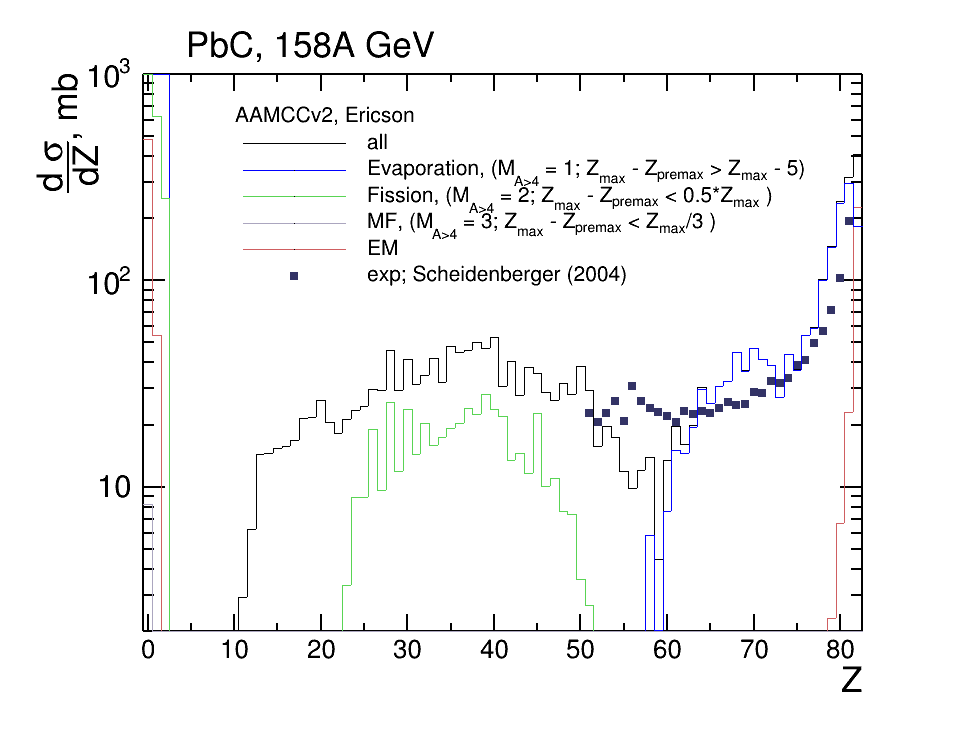 PbC, 158A GeV
dσ/dZ, mb
10³
10²
10
AAMCCv2, Ericson
all
Evaporation, (M_A>4 = 1; Z_max - Z_premax > Z_max - 5)
Fission, (M_A>4 = 2; Z_max - Z_premax < 0.5*Z_max )
MF, (M_A>4 = 3; Z_max - Z_premax < Z_max/3 )
EM
exp; Scheidenberger (2004)
0 10 20 30 40 50 60 70 80
Z